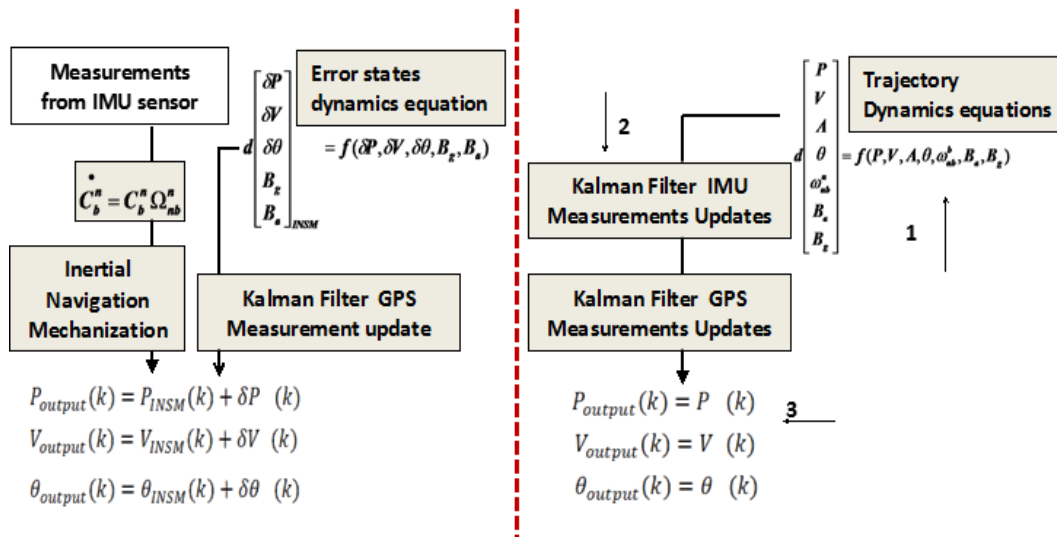 Measurements
from IMU sensor
Error states
dynamics equation
d [δP δV δθ B_g B_a]_INSM = f(δP, δV, δθ, B_g, B_a)
Ċ_b^n = C_b^n Ω_nb^n
Inertial
Navigation
Mechanization
Kalman Filter GPS
Measurement update
P_output(k) = P_INSM(k) + δP (k)
V_output(k) = V_INSM(k) + δV (k)
θ_output(k) = θ_INSM(k) + δθ (k)
2
Trajectory
Dynamics equations
d [P V A θ ω_nb^n B_a B_g] = f(P, V, A, θ, ω_nb^b, B_a, B_g)
1
Kalman Filter IMU
Measurements Updates
Kalman Filter GPS
Measurements Updates
P_output(k) = P (k)
3
V_output(k) = V (k)
θ_output(k) = θ (k)